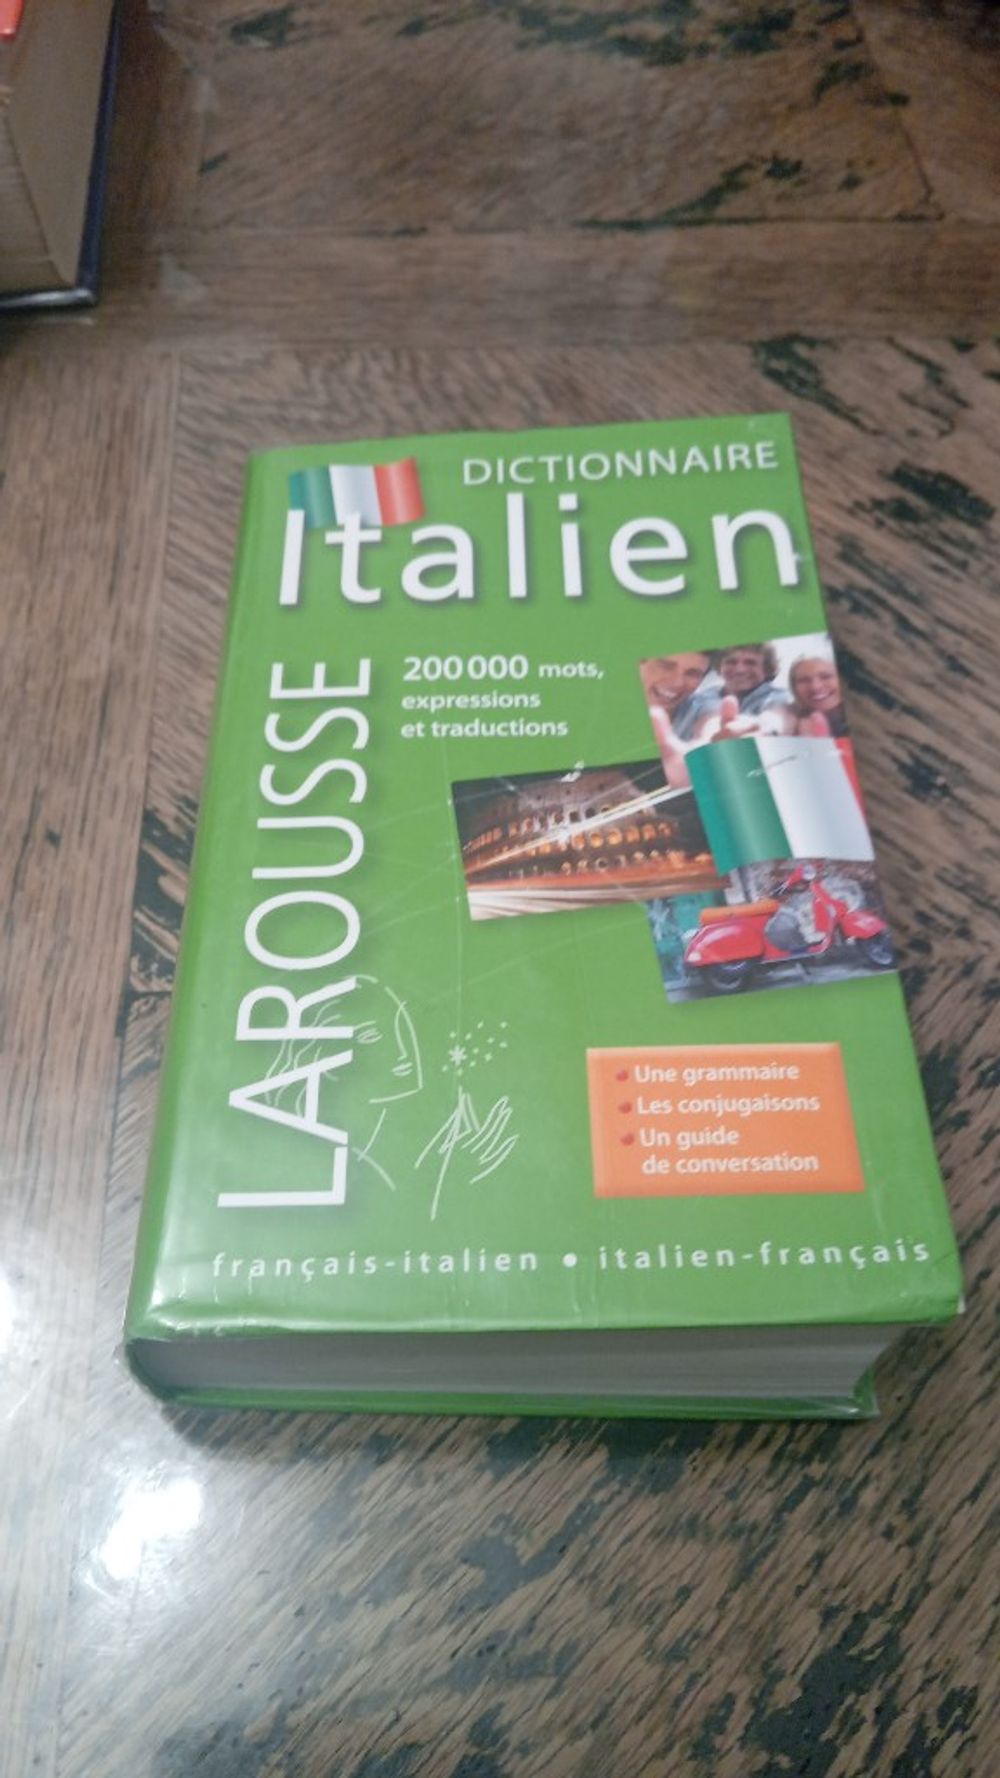 DICTIONNAIRE
Italien
LAROUSSE
200 000 mots,
expressions
et traductions
Une grammaire
Les conjugaisons
Un guide
de conversation
français-italien • italien-français